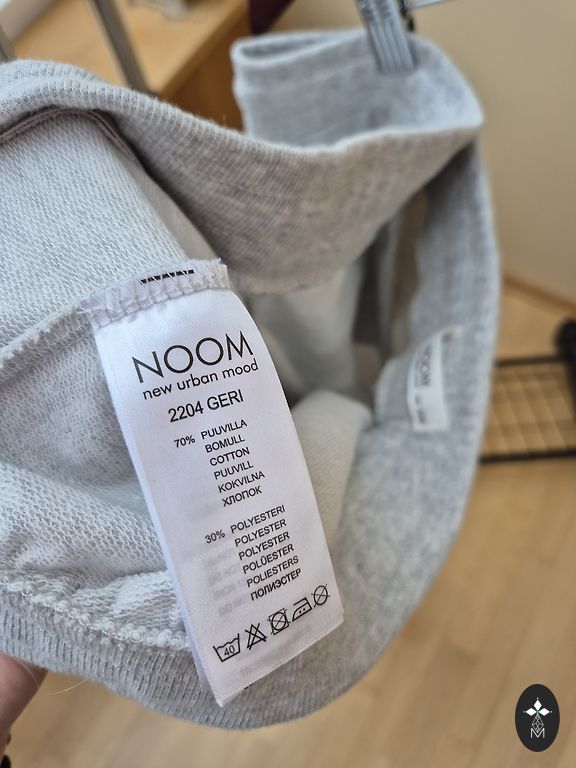 NOOM
new urban mood
2204 GERI
70% PUUVILLA
BOMULL
COTTON
PUUVILL
KOKVILNA
ХЛОПОК
30% POLYESTERI
POLYESTER
POLYESTER
POLÜESTER
POLIESTERS
ПОЛИЭСТЕР
40
NOOM